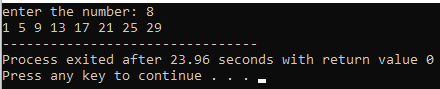 enter the number: 8
1 5 9 13 17 21 25 29
--------------------------------
Process exited after 23.96 seconds with return value 0
Press any key to continue . . .